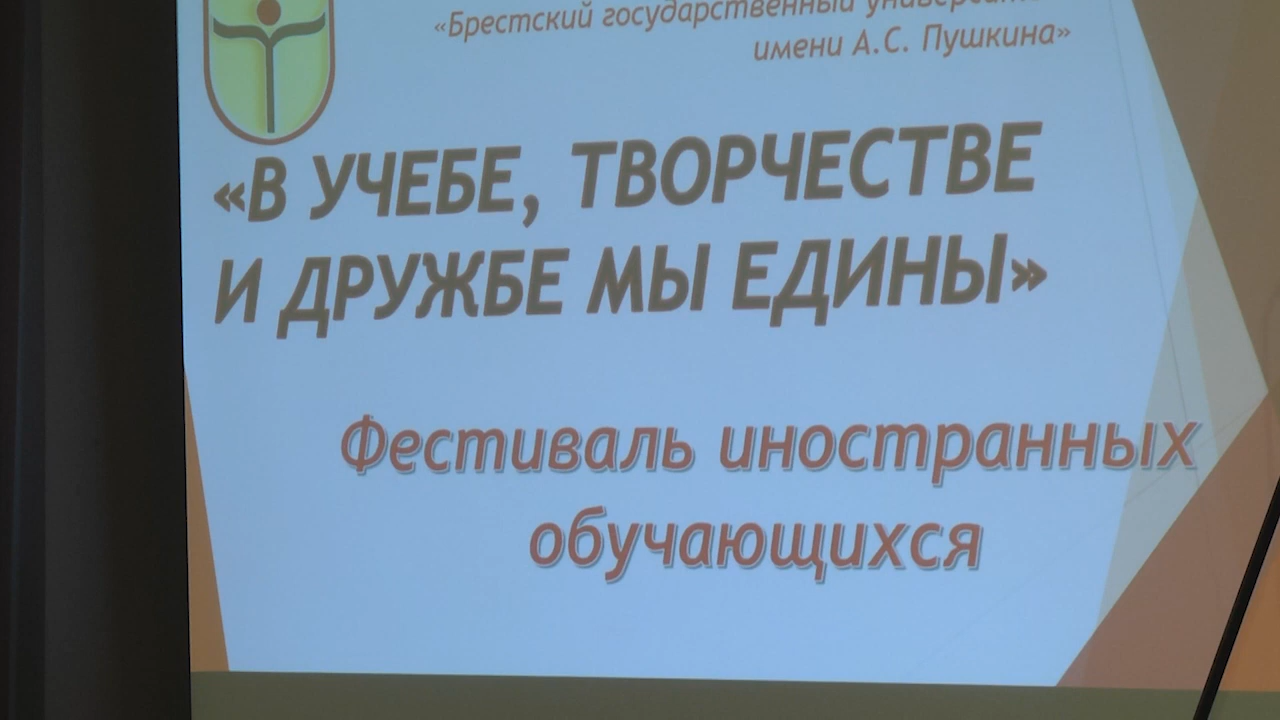 «Брестский государственный
имени А.С. Пушкина»
«В УЧЕБЕ, ТВОРЧЕСТВЕ
И ДРУЖБЕ МЫ ЕДИНЫ»
Фестиваль иностранных
обучающихся